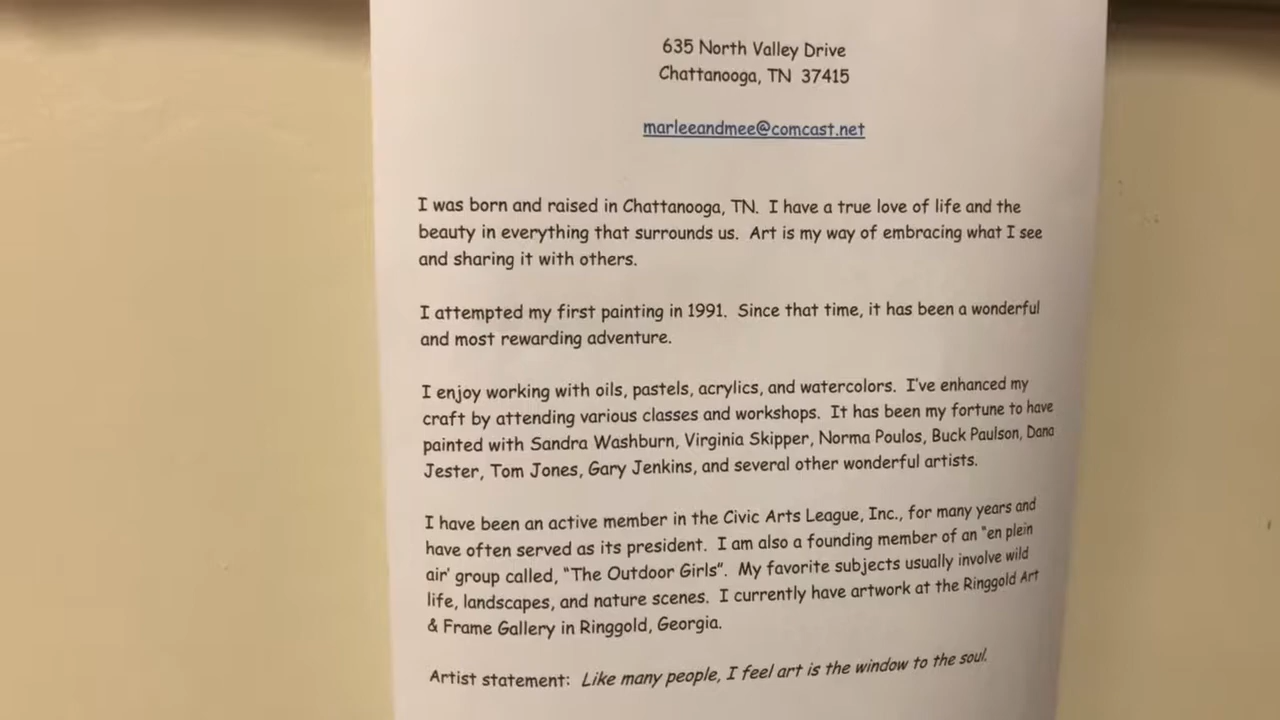 635 North Valley Drive
Chattanooga, TN 37415
marleeandmee@comcast.net
I was born and raised in Chattanooga, TN. I have a true love of life and the
beauty in everything that surrounds us. Art is my way of embracing what I see
and sharing it with others.
I attempted my first painting in 1991. Since that time, it has been a wonderful
and most rewarding adventure.
I enjoy working with oils, pastels, acrylics, and watercolors. I've enhanced my
craft by attending various classes and workshops. It has been my fortune to have
painted with Sandra Washburn, Virginia Skipper, Norma Poulos, Buck Paulson, Dana
Jester, Tom Jones, Gary Jenkins, and several other wonderful artists.
I have been an active member in the Civic Arts League, Inc., for many years and
have often served as its president. I am also a founding member of an "en plein
air' group called, "The Outdoor Girls". My favorite subjects usually involve wild
life, landscapes, and nature scenes. I currently have artwork at the Ringgold Art
& Frame Gallery in Ringgold, Georgia.
Artist statement: Like many people, I feel art is the window to the soul.